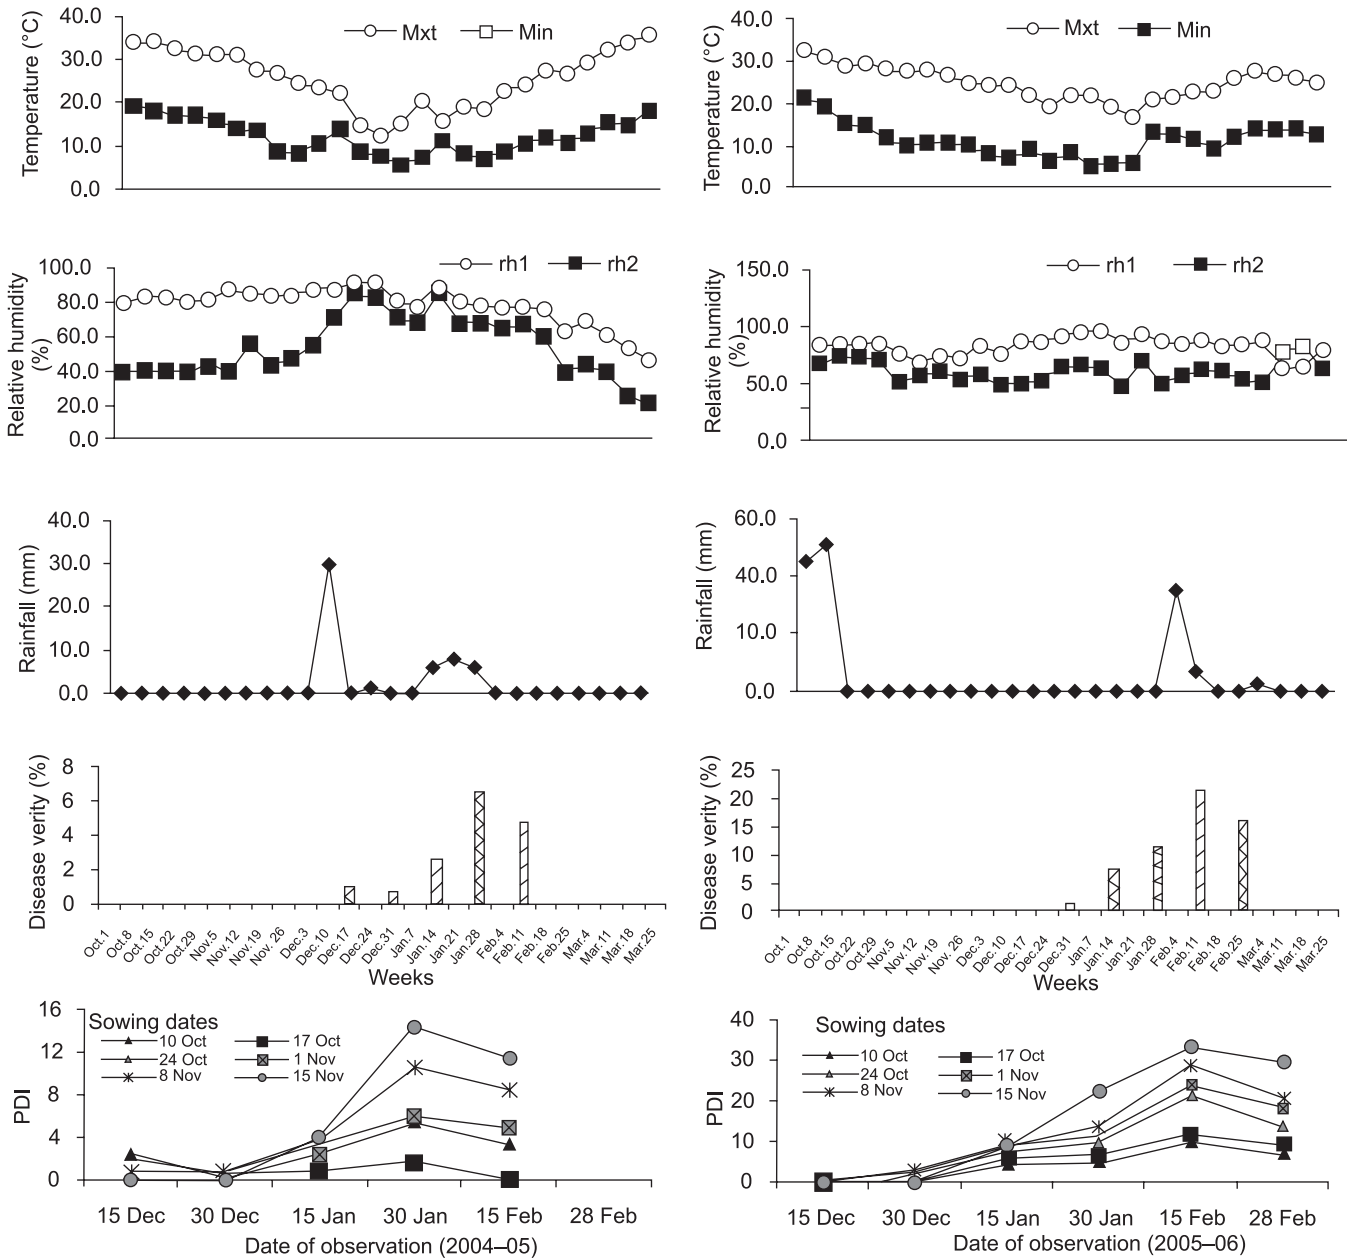 Mxt Min
Temperature (°C)
40.0
30.0
20.0
10.0
0.0
Mxt Min
Temperature (°C)
40.0
30.0
20.0
10.0
0.0
rh1 rh2
Relative humidity
(%)
100.0
80.0
60.0
40.0
20.0
0.0
rh1 rh2
Relative humidity
(%)
150.0
100.0
50.0
0.0
Rainfall (mm)
40.0
30.0
20.0
10.0
0.0
Rainfall (mm)
60.0
40.0
20.0
0.0
Disease verity (%)
8
6
4
2
0
Oct.1 Oct.8 Oct.15 Oct.22 Oct.29 Nov.5 Nov.12 Nov.19 Nov. 26 Dec.3 Dec.10 Dec.17 Dec.24 Dec.31 Jan.7 Jan.14 Jan.21 Jan.28 Feb.4 Feb.11 Feb.18 Feb.25 Mar.4 Mar.11 Mar.18 Mar.25
Weeks
Disease verity (%)
25
20
15
10
5
0
Oct.1 Oct.8 Oct.15 Oct.22 Oct.29 Nov.5 Nov.12 Nov.19 Nov.26 Dec.3 Dec.10 Dec.17 Dec.24 Dec.31 Jan.7 Jan.14 Jan.21 Jan.28 Feb.4 Feb.11 Feb.18 Feb.25 Mar.4 Mar.11 Mar.18 Mar.25
Weeks
PDI
16
12
8
4
0
Sowing dates
10 Oct 17 Oct
24 Oct 1 Nov
8 Nov 15 Nov
15 Dec 30 Dec 15 Jan 30 Jan 15 Feb 28 Feb
Date of observation (2004–05)
PDI
40
30
20
10
0
Sowing dates
10 Oct 17 Oct
24 Oct 1 Nov
8 Nov 15 Nov
15 Dec 30 Dec 15 Jan 30 Jan 15 Feb 28 Feb
Date of observation (2005–06)